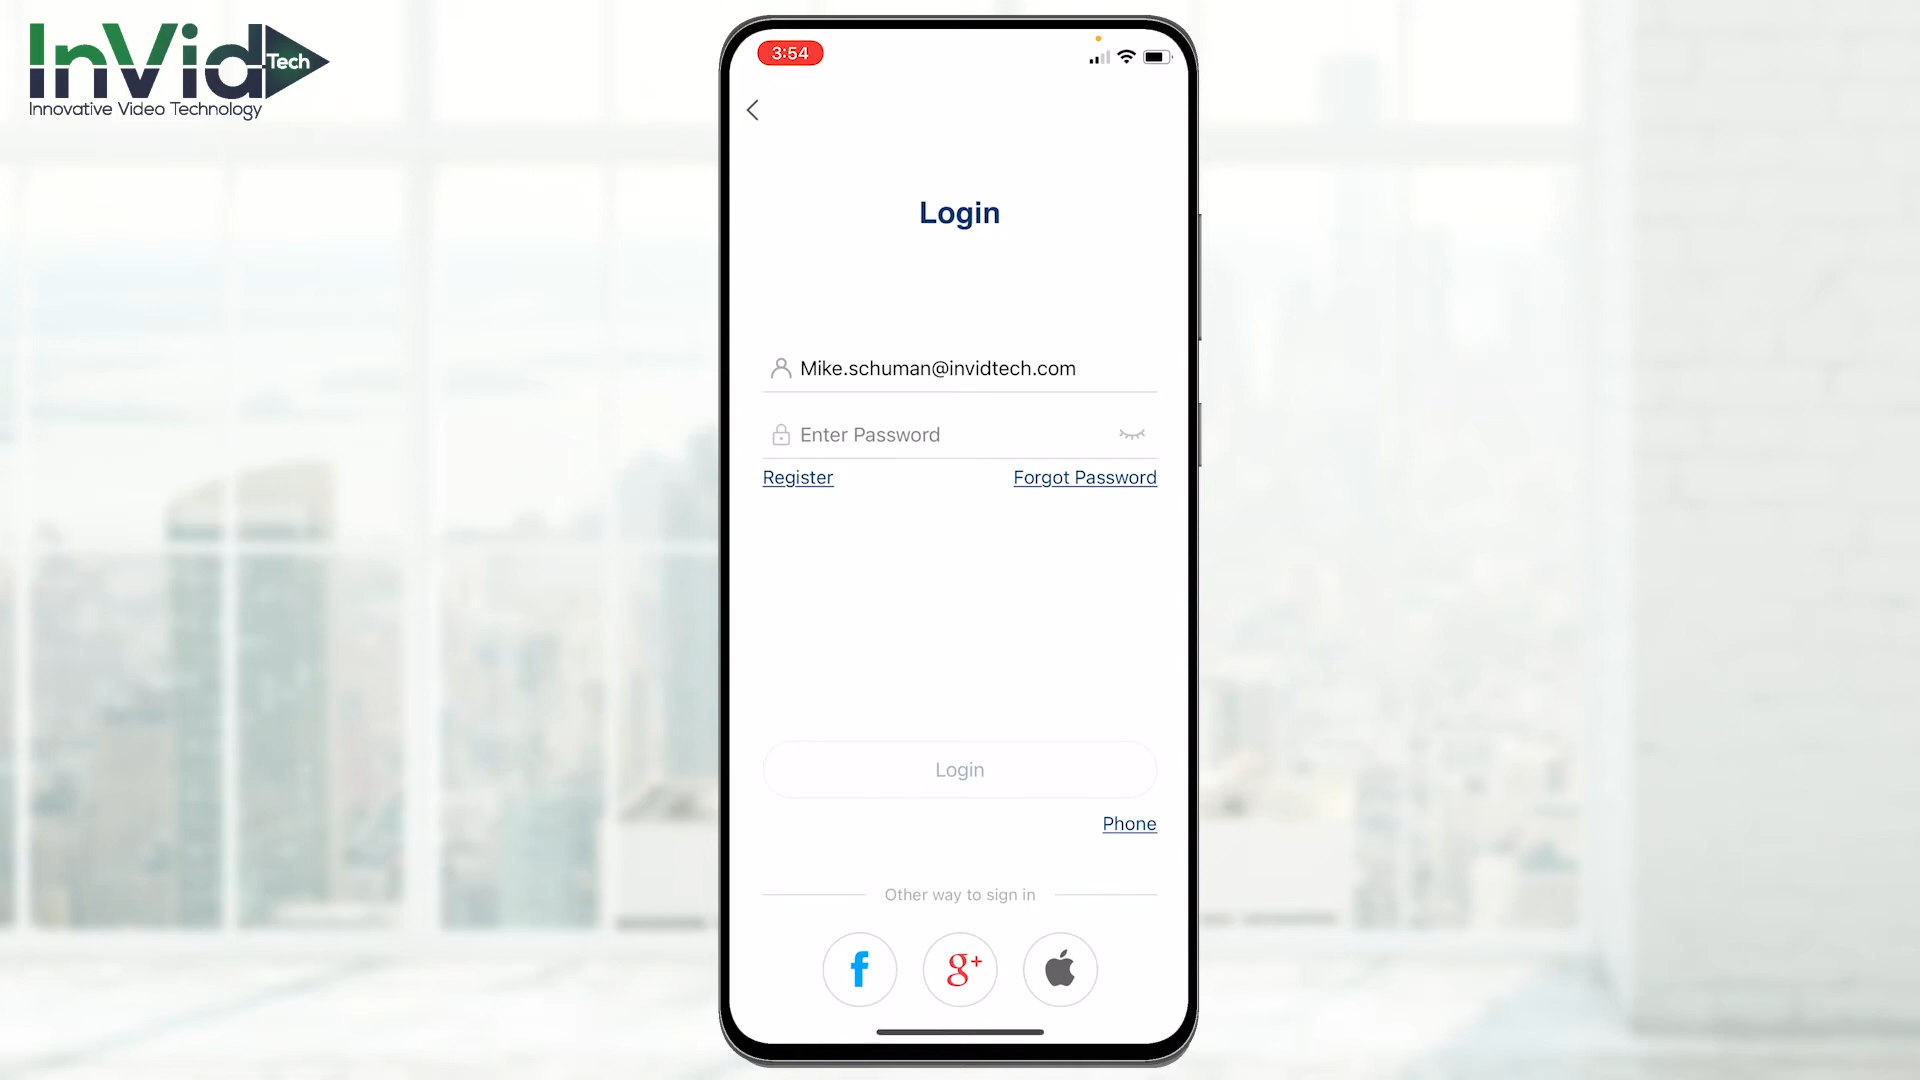 InVid Tech
Innovative Video Technology
3:54
Login
Mike.schuman@invidtech.com
Enter Password
Register
Forgot Password
Login
Phone
Other way to sign in
f
g+